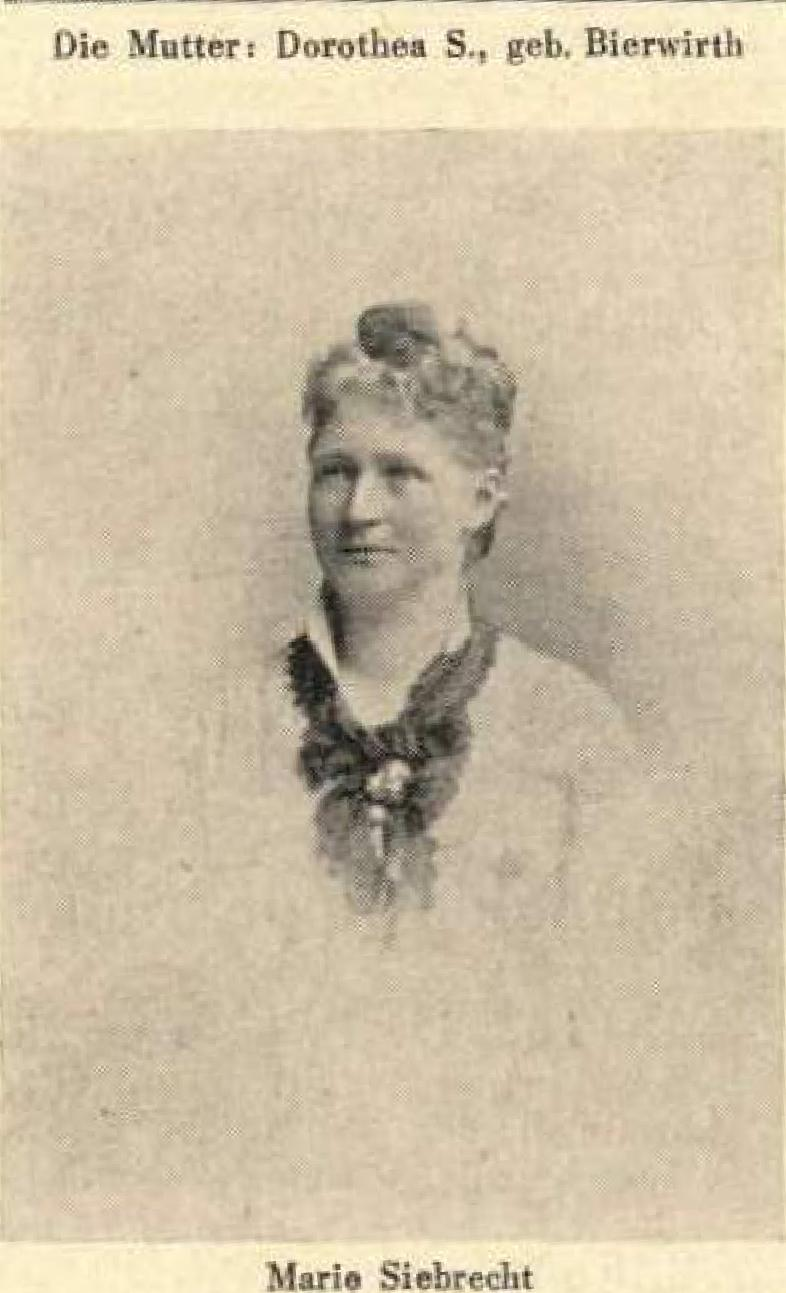 Die Mutter: Dorothea S., geb. Bierwirth
Marie Siebrecht